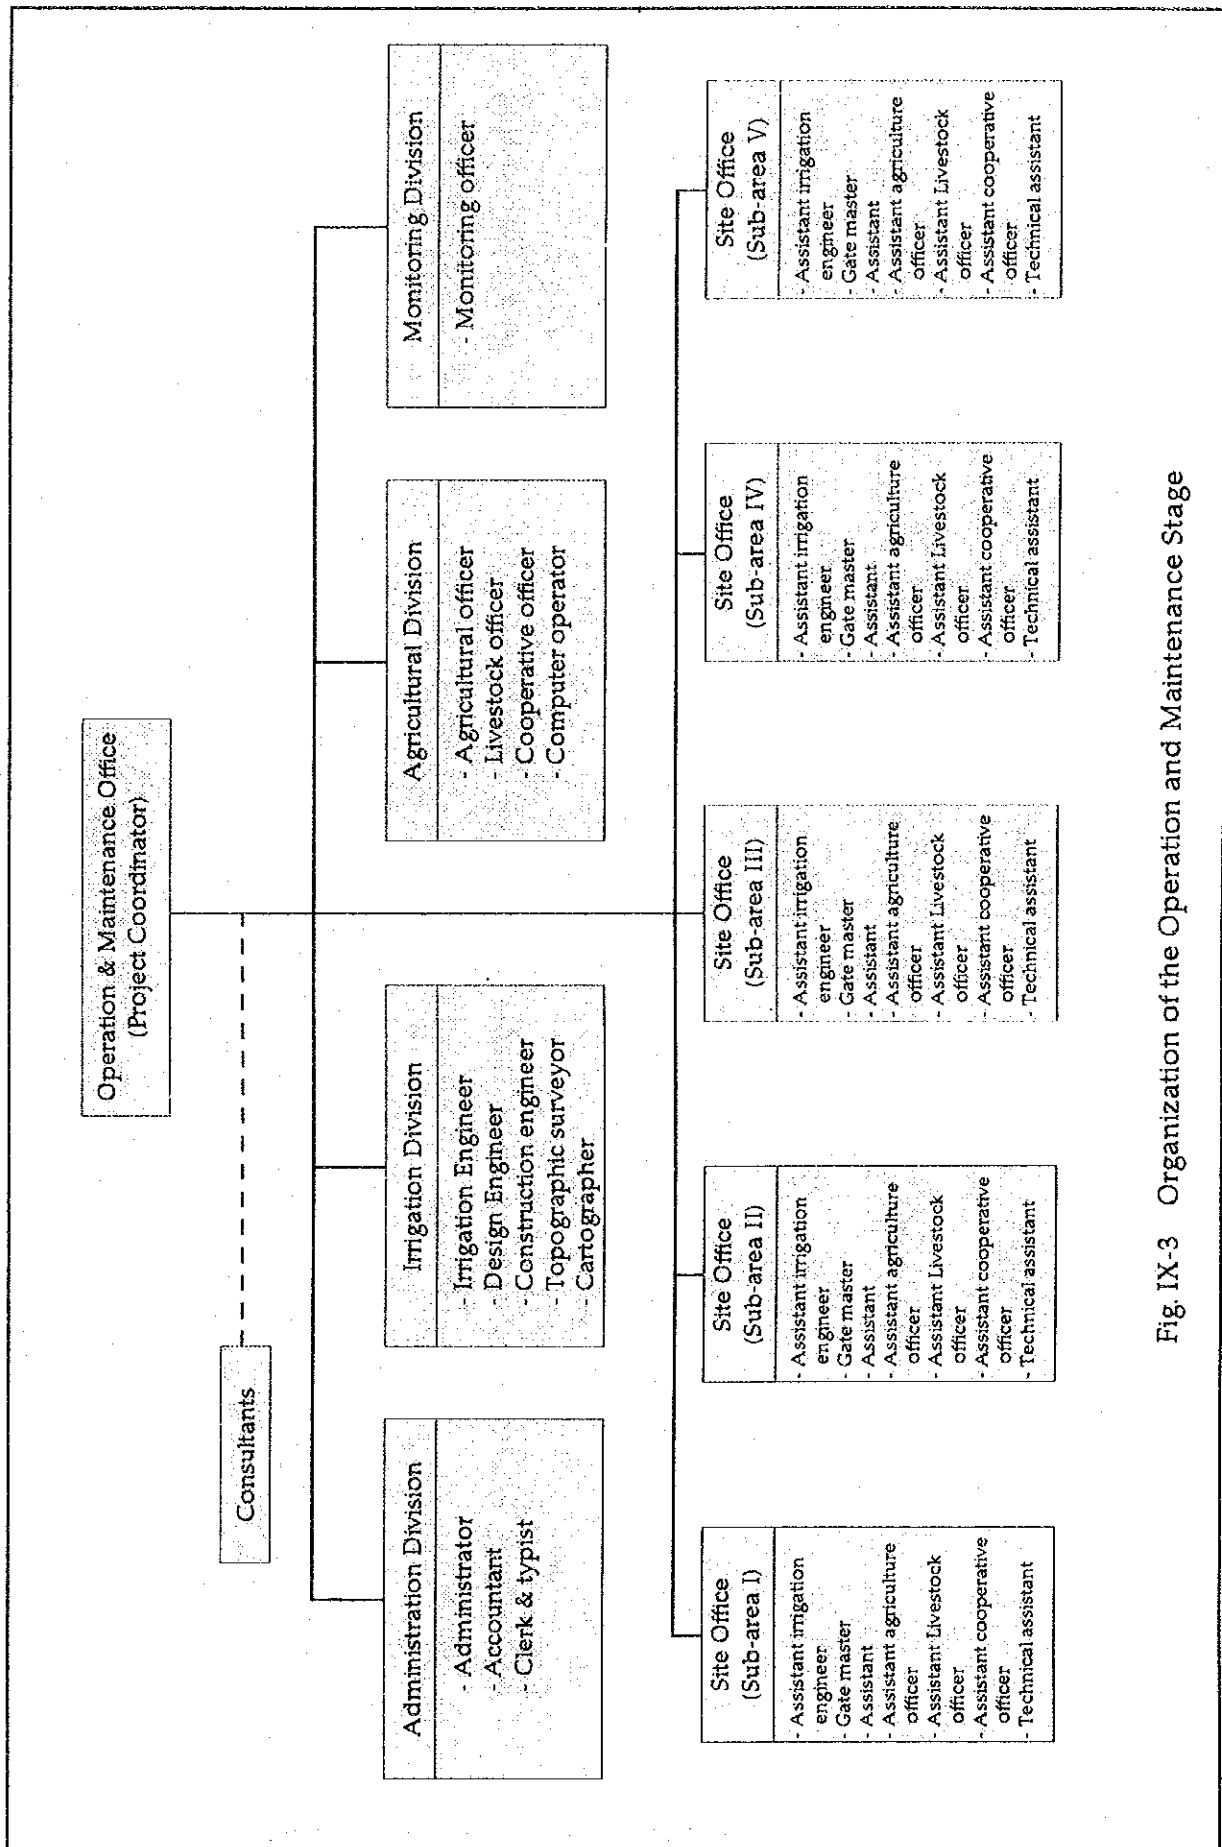 Operation & Maintenance Office
(Project Coordinator)
Consultants
Administration Division
- Administrator
- Accountant
- Clerk & typist
Irrigation Division
- Irrigation Engineer
- Design Engineer
- Construction engineer
- Topographic surveyor
- Cartographer
Agricultural Division
- Agricultural officer
- Livestock officer
- Cooperative officer
- Computer operator
Monitoring Division
- Monitoring officer
Site Office
(Sub-area I)
- Assistant irrigation
engineer
- Gate master
- Assistant
- Assistant agriculture
officer
- Assistant Livestock
officer
- Assistant cooperative
officer
- Technical assistant
Site Office
(Sub-area II)
- Assistant irrigation
engineer
- Gate master
- Assistant
- Assistant agriculture
officer
- Assistant Livestock
officer
- Assistant cooperative
officer
- Technical assistant
Site Office
(Sub-area III)
- Assistant irrigation
engineer
- Gate master
- Assistant
- Assistant agriculture
officer
- Assistant Livestock
officer
- Assistant cooperative
officer
- Technical assistant
Site Office
(Sub-area IV)
- Assistant irrigation
engineer
- Gate master
- Assistant
- Assistant agriculture
officer
- Assistant Livestock
officer
- Assistant cooperative
officer
- Technical assistant
Site Office
(Sub-area V)
- Assistant irrigation
engineer
- Gate master
- Assistant
- Assistant agriculture
officer
- Assistant Livestock
officer
- Assistant cooperative
officer
- Technical assistant
Fig. IX-3 Organization of the Operation and Maintenance Stage